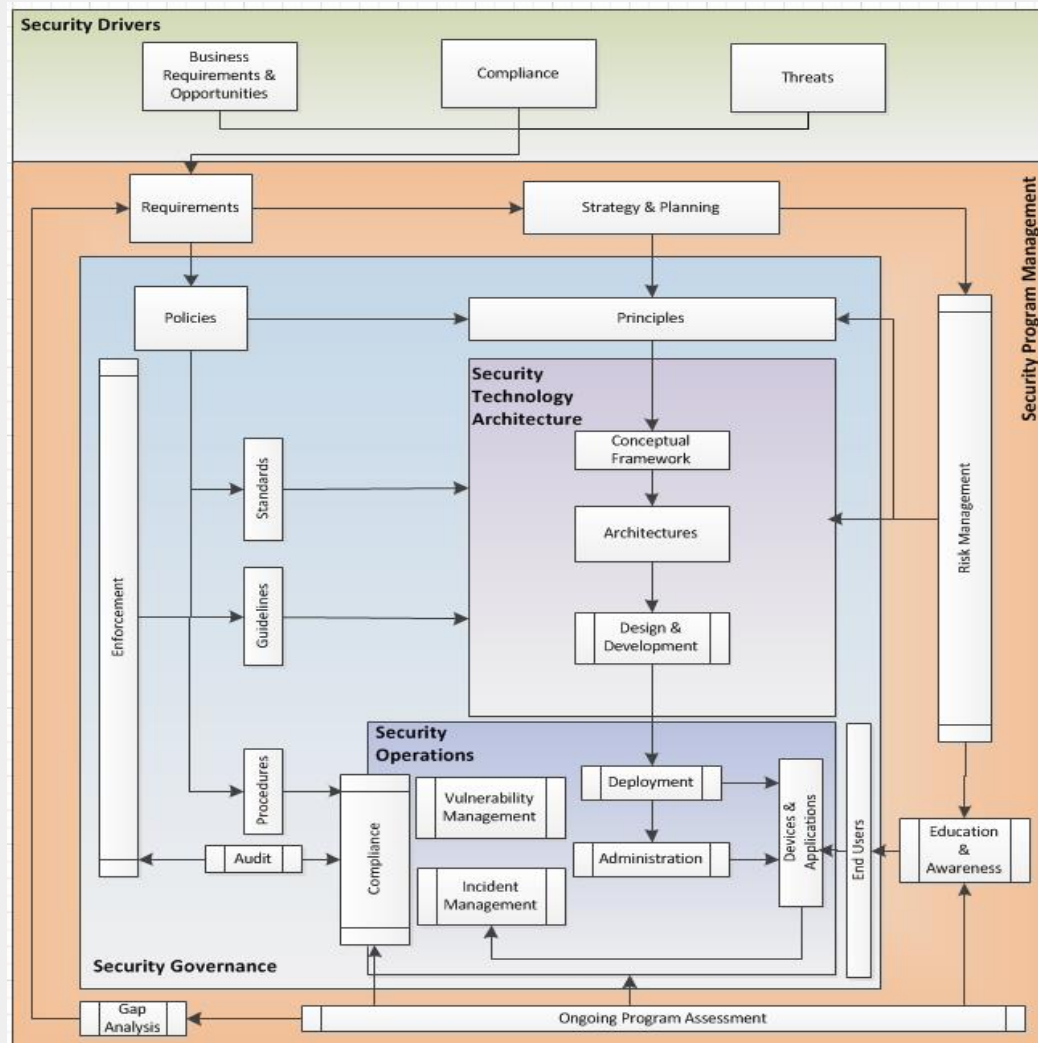 Security Drivers
Business
Requirements &
Opportunities
Compliance
Threats
Security Program Management
Requirements
Strategy & Planning
Policies
Principles
Security
Technology
Architecture
Conceptual
Framework
Standards
Architectures
Risk Management
Enforcement
Guidelines
Design &
Development
Security
Operations
Procedures
Compliance
Vulnerability
Management
Deployment
Devices &
Applications
End Users
Education
&
Awareness
Audit
Administration
Incident
Management
Security Governance
Gap
Analysis
Ongoing Program Assessment